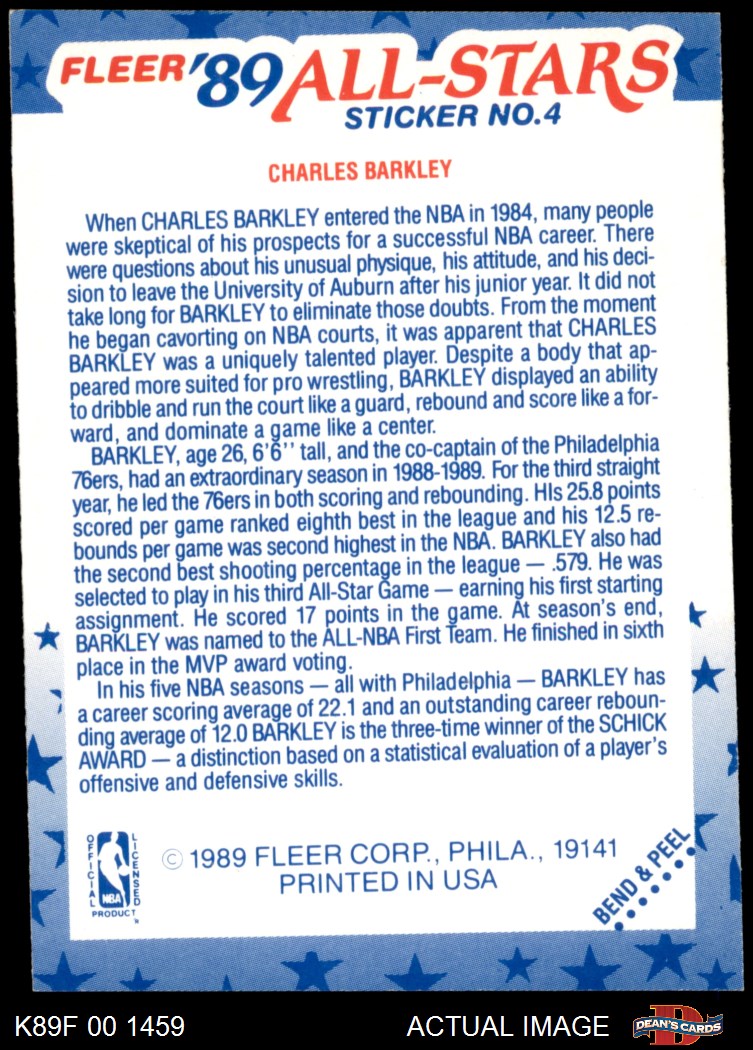 FLEER '89 ALL-STARS
STICKER NO.4
CHARLES BARKLEY
When CHARLES BARKLEY entered the NBA in 1984, many people
were skeptical of his prospects for a successful NBA career. There
were questions about his unusual physique, his attitude, and his deci-
sion to leave the University of Auburn after his junior year. It did not
take long for BARKLEY to eliminate those doubts. From the moment
he began cavorting on NBA courts, it was apparent that CHARLES
BARKLEY was a uniquely talented player. Despite a body that ap-
peared more suited for pro wrestling, BARKLEY displayed an ability
to dribble and run the court like a guard, rebound and score like a for-
ward, and dominate a game like a center.
BARKLEY, age 26, 6'6'' tall, and the co-captain of the Philadelphia
76ers, had an extraordinary season in 1988-1989. For the third straight
year, he led the 76ers in both scoring and rebounding. HIs 25.8 points
scored per game ranked eighth best in the league and his 12.5 re-
bounds per game was second highest in the NBA. BARKLEY also had
the second best shooting percentage in the league — .579. He was
selected to play in his third All-Star Game — earning his first starting
assignment. He scored 17 points in the game. At season's end,
BARKLEY was named to the ALL-NBA First Team. He finished in sixth
place in the MVP award voting.
In his five NBA seasons — all with Philadelphia — BARKLEY has
a career scoring average of 22.1 and an outstanding career reboun-
ding average of 12.0 BARKLEY is the three-time winner of the SCHICK
AWARD — a distinction based on a statistical evaluation of a player's
offensive and defensive skills.
OFFICIAL LICENSED
NBA
PRODUCT
© 1989 FLEER CORP., PHILA., 19141
PRINTED IN USA
BEND & PEEL
K89F 00 1459
ACTUAL IMAGE
DEAN'S CARDS